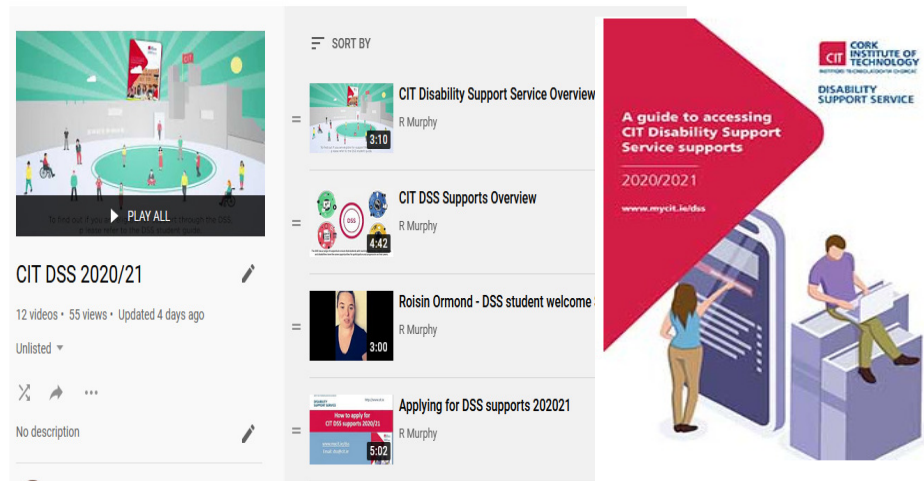 PLAY ALL
CIT DSS 2020/21
12 videos • 55 views • Updated 4 days ago
Unlisted
No description
SORT BY
CIT Disability Support Service Overview
R Murphy
3:10
CIT DSS Supports Overview
R Murphy
DSS
4:42
Roisin Ormond - DSS student welcome
R Murphy
3:00
Applying for DSS supports 202021
R Murphy
How to apply for
CIT DSS supports 2020/21
5:02
CIT
CORK
INSTITUTE OF
TECHNOLOGY
DISABILITY
SUPPORT SERVICE
A guide to accessing
CIT Disability Support
Service supports
2020/2021
www.mycit.ie/dss